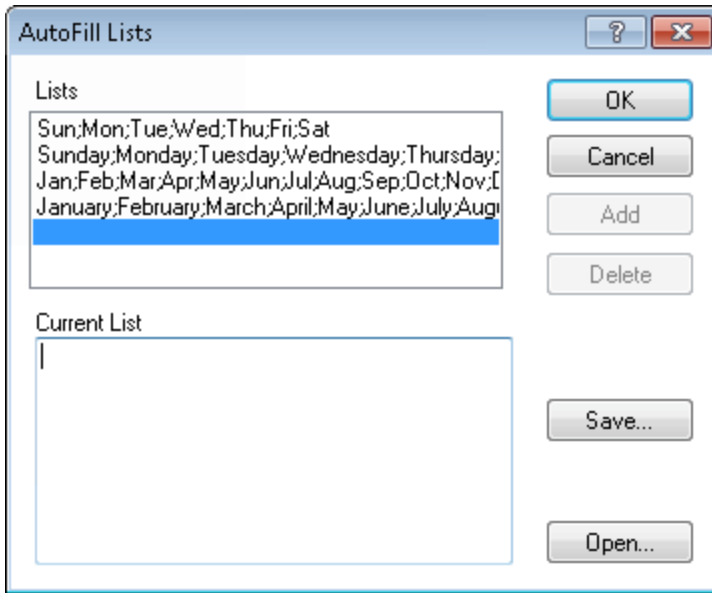 AutoFill Lists
Lists
OK
Sun;Mon;Tue;Wed;Thu;Fri;Sat
Sunday;Monday;Tuesday;Wednesday;Thursday;
Cancel
Jan;Feb;Mar;Apr;May;Jun;Jul;Aug;Sep;Oct;Nov;
January;February;March;April;May;June;July;
Add
Delete
Current List
Save...
Open...